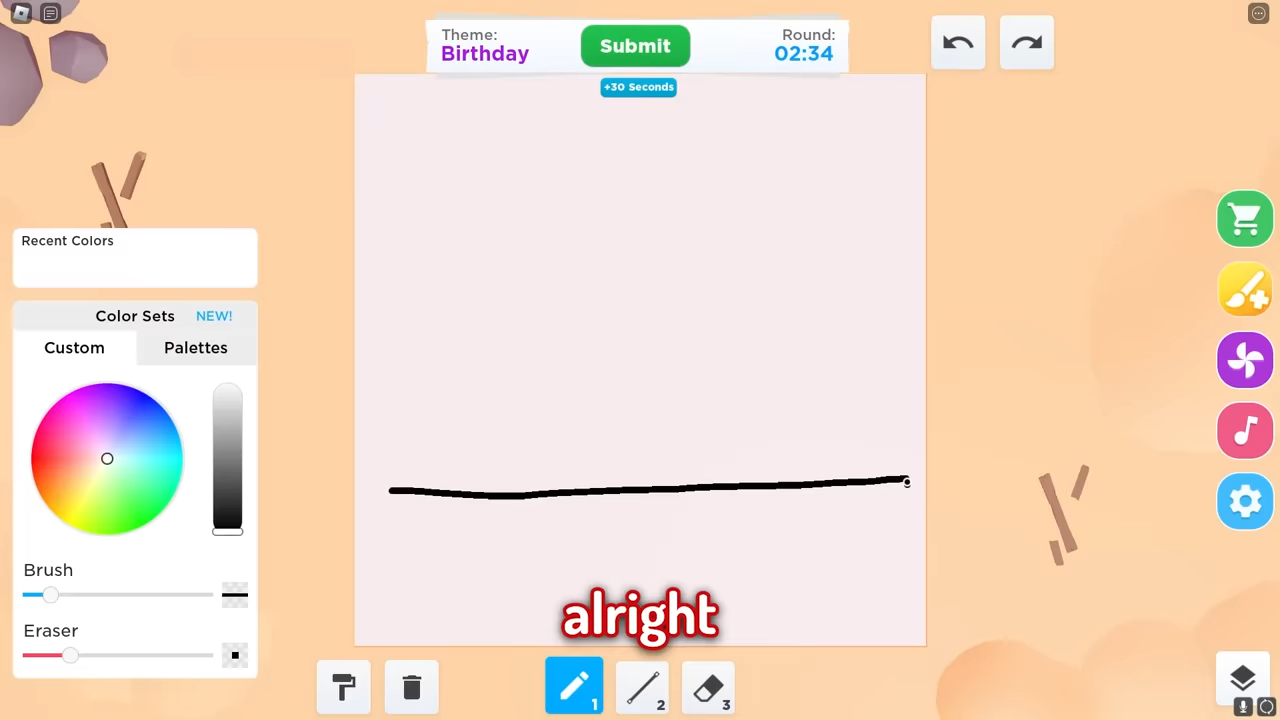 Theme:
Birthday
Submit
Round:
02:34
+30 Seconds
Recent Colors
Color Sets NEW!
Custom Palettes
Brush
Eraser
alright
1
2
3